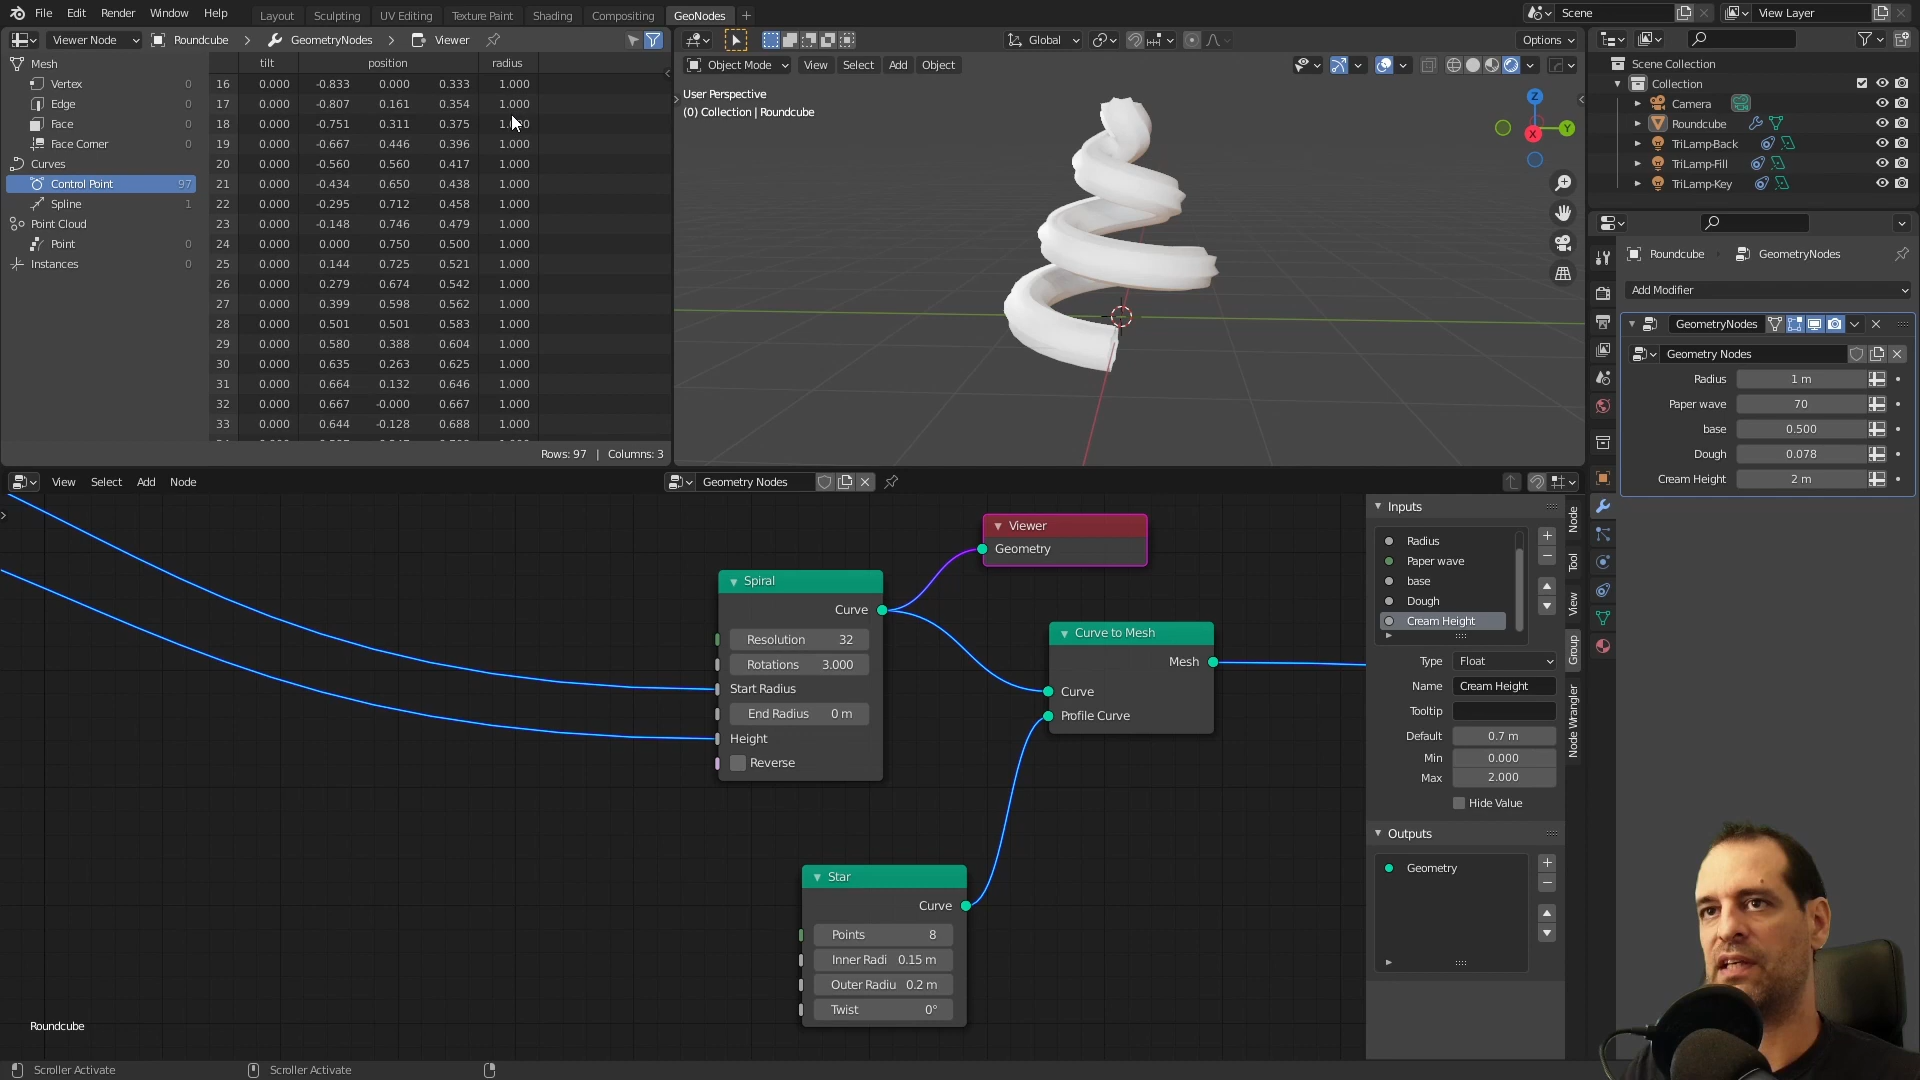 File Edit Render Window Help Layout Sculpting UV Editing Texture Paint Shading Compositing GeoNodes + Scene View Layer
Viewer Node Roundcube GeometryNodes Viewer
Global Options
Object Mode View Select Add Object
User Perspective
(0) Collection | Roundcube
Z
Y
X
Mesh
Vertex 0
Edge 0
Face 0
Face Corner 0
Curves
Control Point 97
Spline 1
Point Cloud
Point 0
Instances 0
tilt position radius
16 0.000 -0.833 0.000 0.333 1.000
17 0.000 -0.807 0.161 0.354 1.000
18 0.000 -0.751 0.311 0.375
19 0.000 -0.667 0.446 0.396 1.000
20 0.000 -0.560 0.560 0.417 1.000
21 0.000 -0.434 0.650 0.438 1.000
22 0.000 -0.295 0.712 0.458 1.000
23 0.000 -0.148 0.746 0.479 1.000
24 0.000 0.000 0.750 0.500 1.000
25 0.000 0.144 0.725 0.521 1.000
26 0.000 0.279 0.674 0.542 1.000
27 0.000 0.399 0.598 0.562 1.000
28 0.000 0.501 0.501 0.583 1.000
29 0.000 0.580 0.388 0.604 1.000
30 0.000 0.635 0.263 0.625 1.000
31 0.000 0.664 0.132 0.646 1.000
32 0.000 0.667 -0.000 0.667 1.000
33 0.000 0.644 -0.128 0.688 1.000
Rows: 97 | Columns: 3
Scene Collection
Collection
Camera
Roundcube
TriLamp-Back
TriLamp-Fill
TriLamp-Key
Roundcube GeometryNodes
Add Modifier
GeometryNodes
Geometry Nodes
Radius 1 m
Paper wave 70
base 0.500
Dough 0.078
Cream Height 2 m
View Select Add Node Geometry Nodes
Viewer
Geometry
Spiral
Curve
Resolution 32
Rotations 3.000
Start Radius
End Radius 0 m
Height
Reverse
Curve to Mesh
Mesh
Curve
Profile Curve
Star
Curve
Points 8
Inner Radi 0.15 m
Outer Radiu 0.2 m
Twist 0°
Inputs
Radius
Paper wave
base
Dough
Cream Height
Type Float
Name Cream Height
Tooltip
Default 0.7 m
Min 0.000
Max 2.000
Hide Value
Outputs
Geometry
Node
Tool
View
Group
Node Wrangler
Roundcube
Scroller Activate Scroller Activate